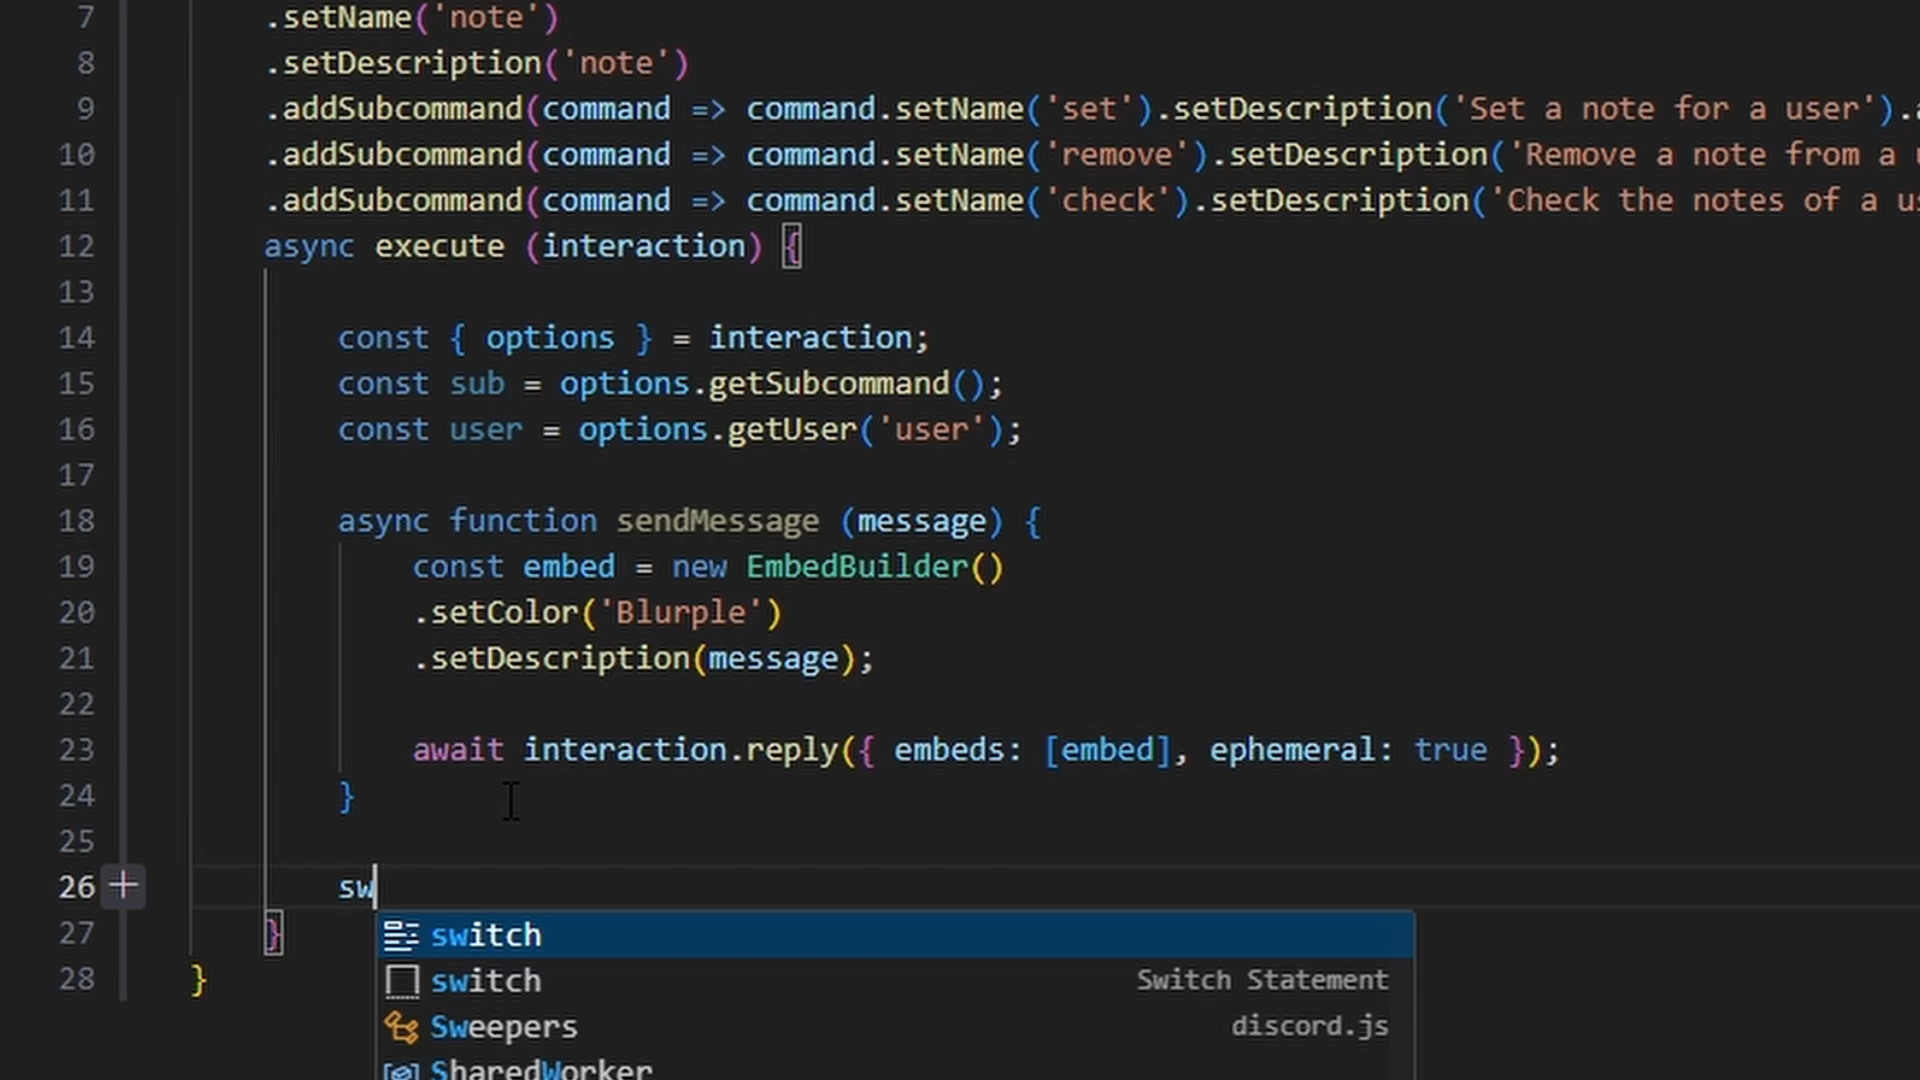 7 .setName('note')
8 .setDescription('note')
9 .addSubcommand(command => command.setName('set').setDescription('Set a note for a user').
10 .addSubcommand(command => command.setName('remove').setDescription('Remove a note from a
11 .addSubcommand(command => command.setName('check').setDescription('Check the notes of a
12 async execute (interaction) {
13
14 const { options } = interaction;
15 const sub = options.getSubcommand();
16 const user = options.getUser('user');
17
18 async function sendMessage (message) {
19 const embed = new EmbedBuilder()
20 .setColor('Blurple')
21 .setDescription(message);
22
23 await interaction.reply({ embeds: [embed], ephemeral: true });
24 }
25
26 sw
27 }
28 }
switch
switch Switch Statement
Sweepers discord.js
SharedWorker